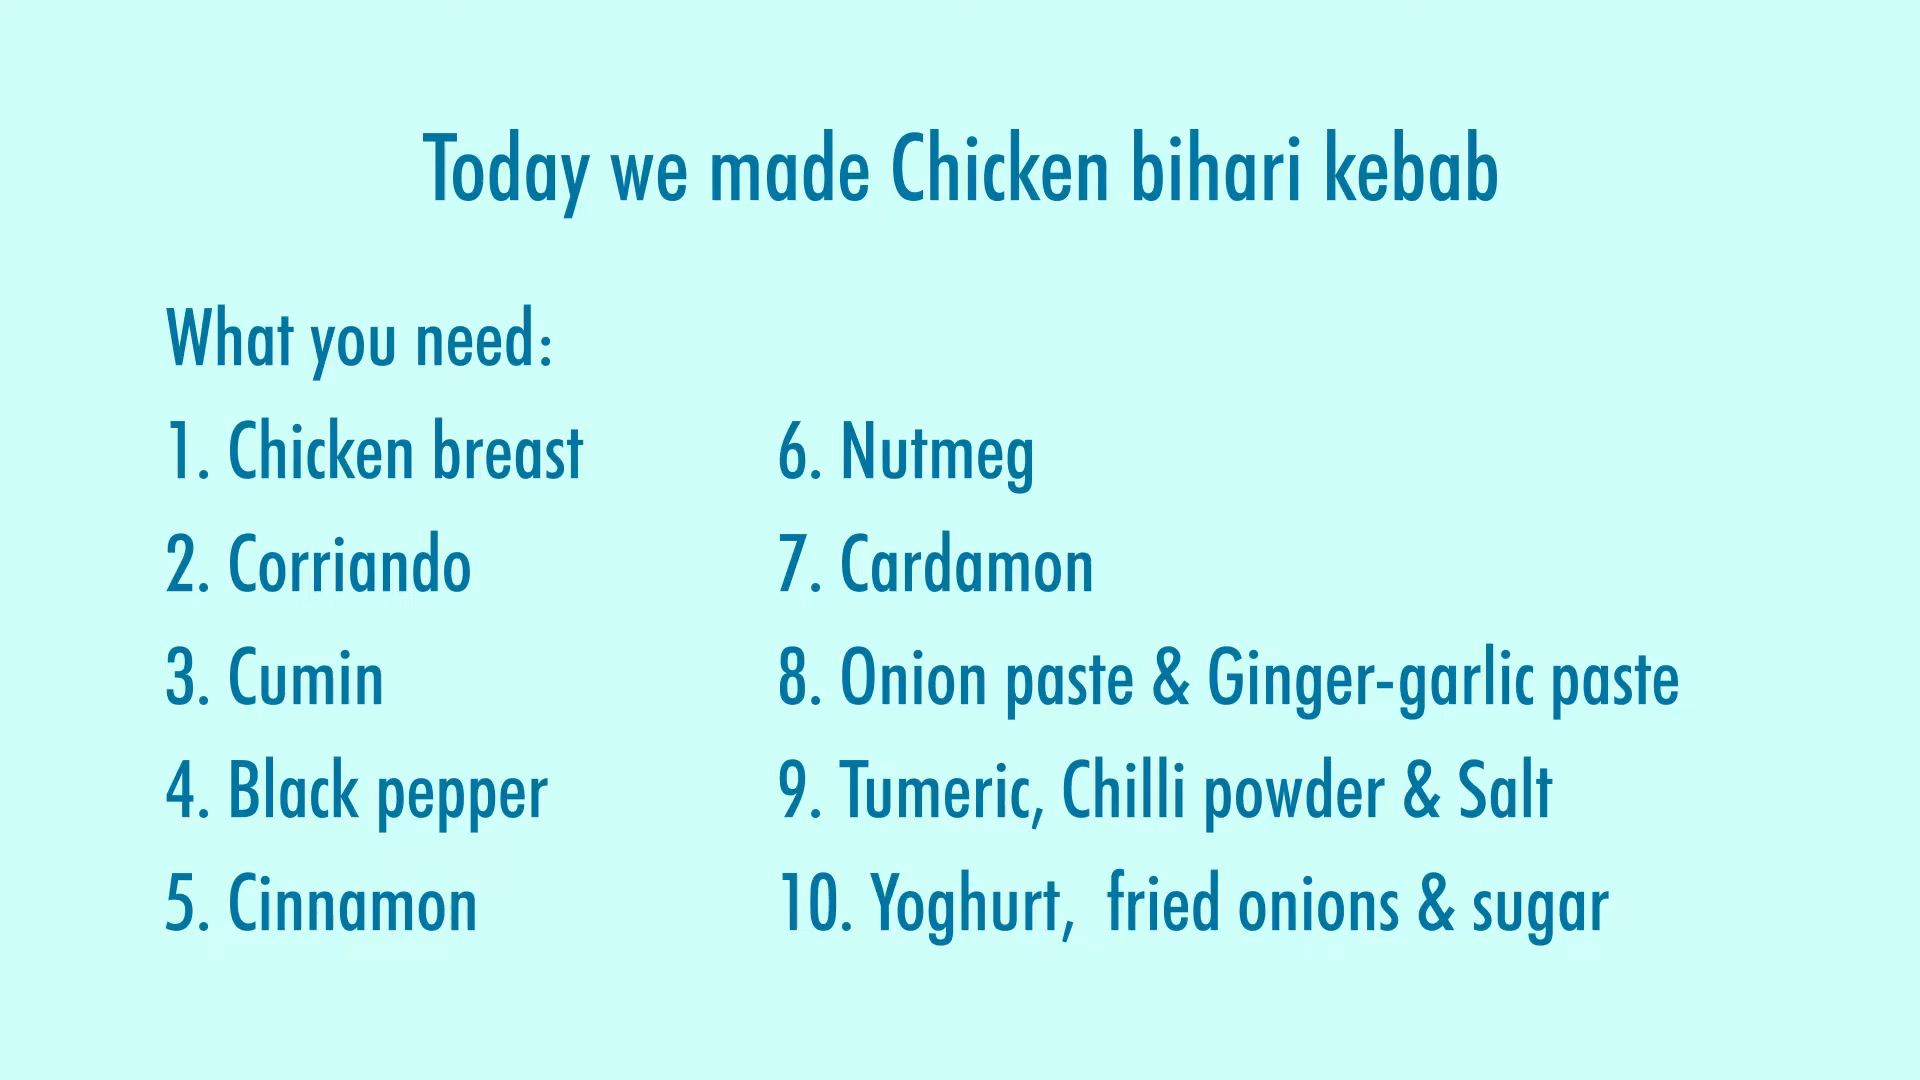 Today we made Chicken bihari kebab
What you need:
1. Chicken breast
2. Corriando
3. Cumin
4. Black pepper
5. Cinnamon
6. Nutmeg
7. Cardamon
8. Onion paste & Ginger-garlic paste
9. Tumeric, Chilli powder & Salt
10. Yoghurt,  fried onions & sugar